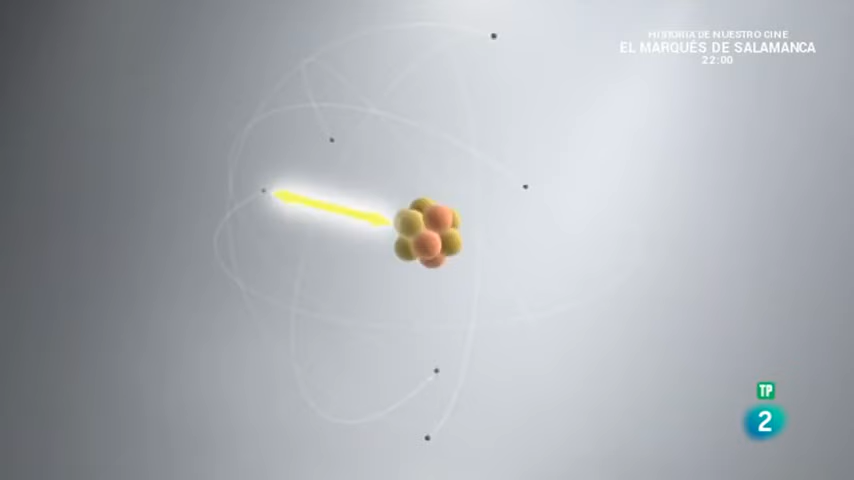 HISTORIA DE NUESTRO CINE
EL MARQUÉS DE SALAMANCA
22:00
TP
2